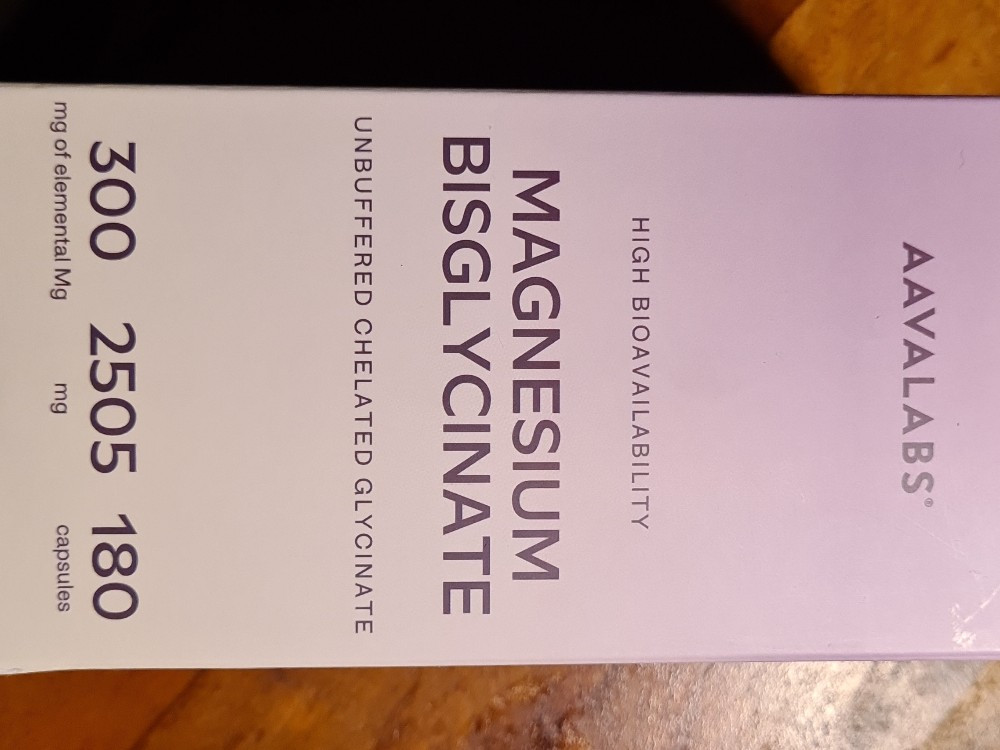 AAVALABS®
HIGH BIOAVAILABILITY
MAGNESIUM
BISGLYCINATE
UNBUFFERED CHELATED GLYCINATE
300 2505 180
mg of elemental Mg mg capsules